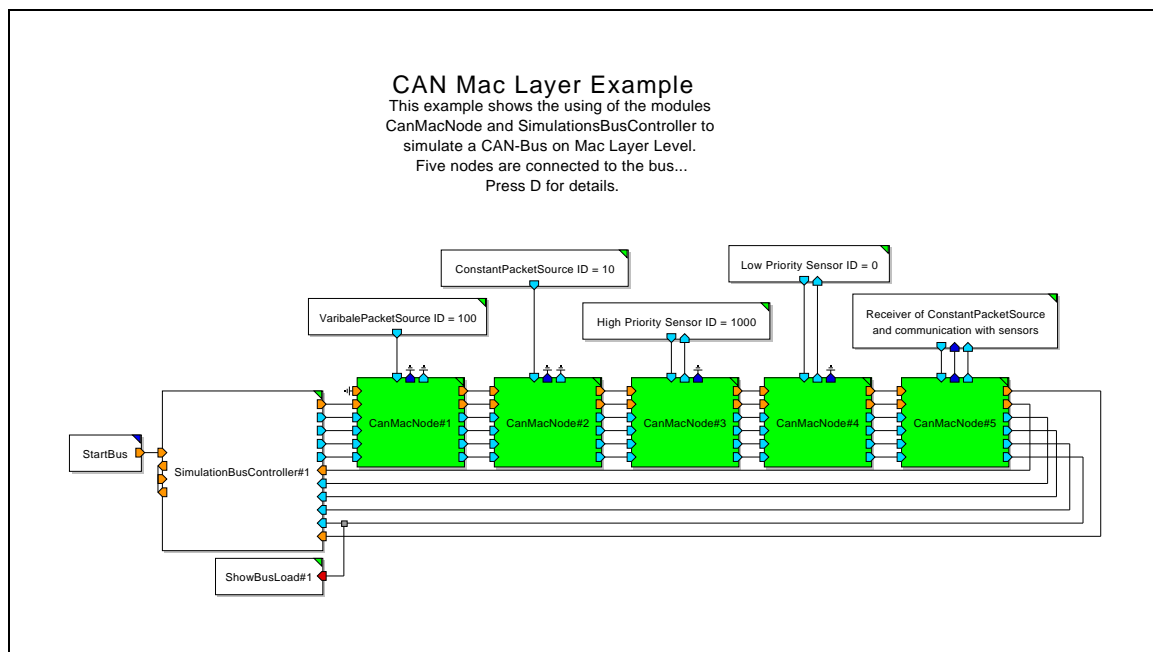 CAN Mac Layer Example
This example shows the using of the modules
CanMacNode and SimulationsBusController to
simulate a CAN-Bus on Mac Layer Level.
Five nodes are connected to the bus...
Press D for details.
Low Priority Sensor ID = 0
ConstantPacketSource ID = 10
VaribalePacketSource ID = 100
High Priority Sensor ID = 1000
Receiver of ConstantPacketSource
and communication with sensors
CanMacNode#1
CanMacNode#2
CanMacNode#3
CanMacNode#4
CanMacNode#5
StartBus
SimulationBusController#1
ShowBusLoad#1